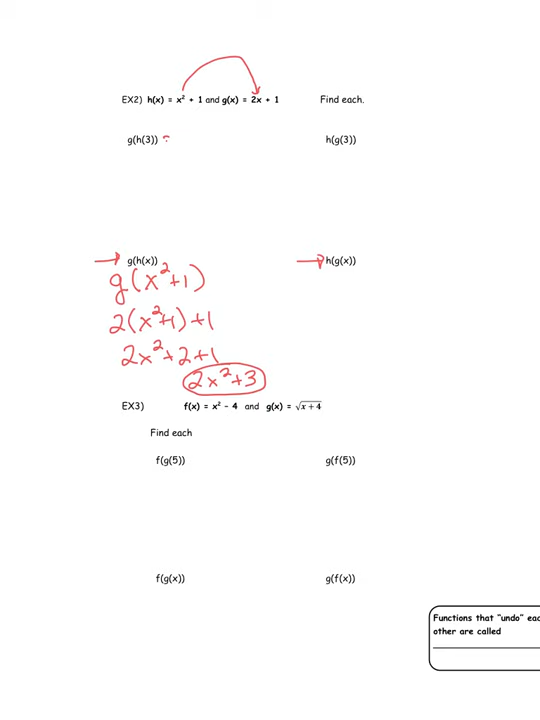 EX2) h(x) = x² + 1 and g(x) = 2x + 1 Find each.
g(h(3)) h(g(3))
g(h(x)) h(g(x))
g(x²+1)
2(x²+1)+1
2x²+2+1
2x²+3
EX3) f(x) = x² – 4 and g(x) = √x + 4
Find each
f(g(5)) g(f(5))
f(g(x)) g(f(x))
Functions that “undo” eac
other are called